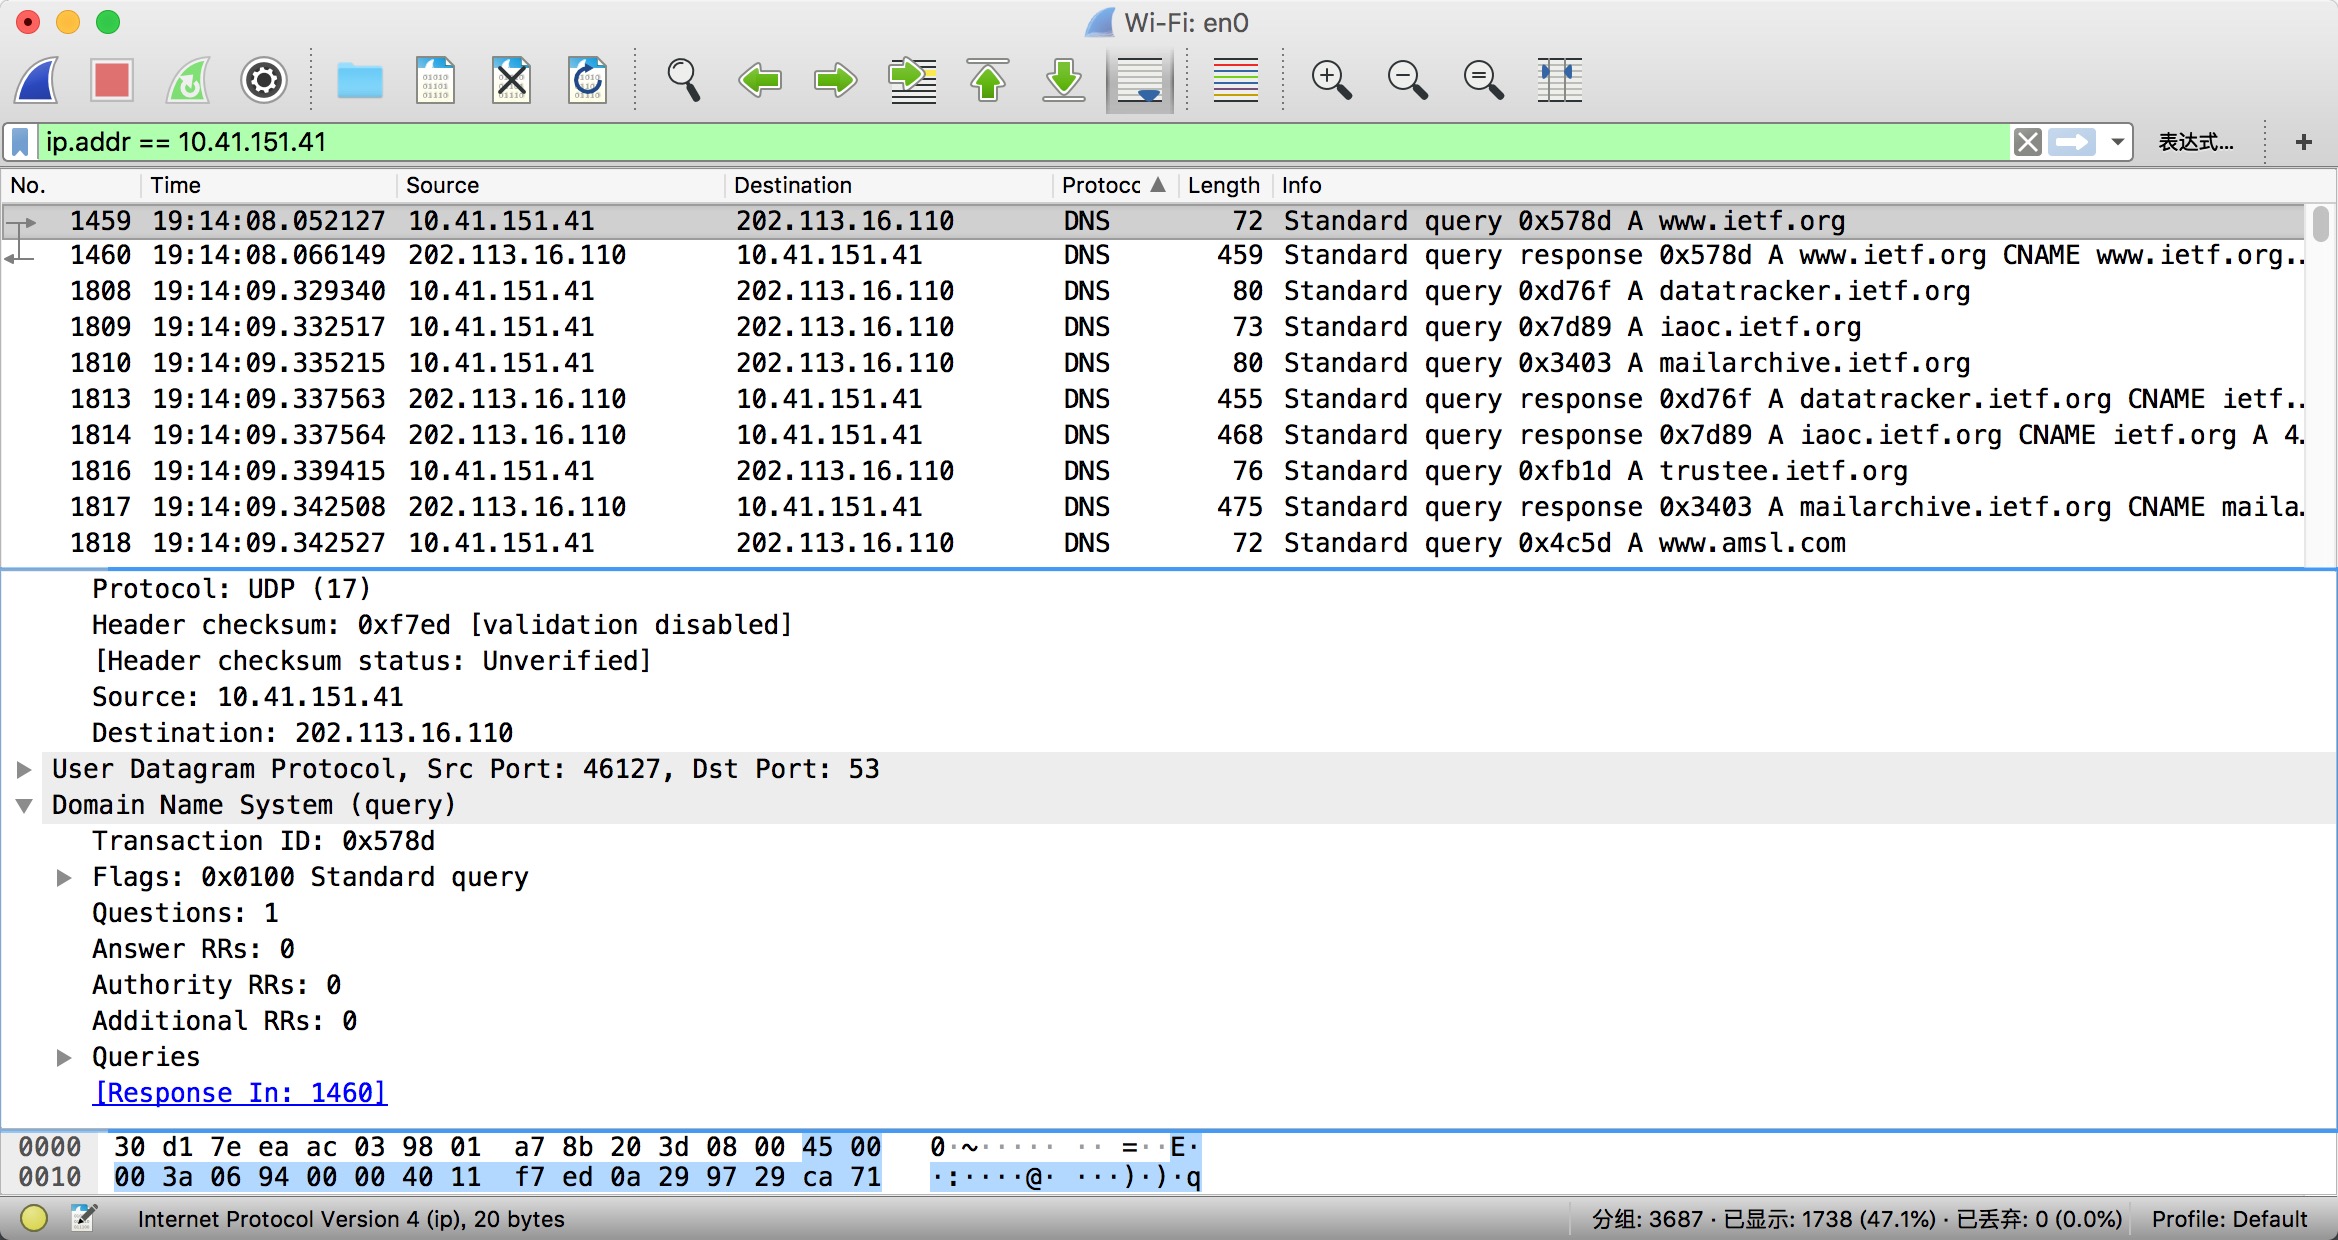 Wi-Fi: en0
ip.addr == 10.41.151.41 表达式… +
No. Time Source Destination Protoco Length Info
1459 19:14:08.052127 10.41.151.41 202.113.16.110 DNS 72 Standard query 0x578d A www.ietf.org
1460 19:14:08.066149 202.113.16.110 10.41.151.41 DNS 459 Standard query response 0x578d A www.ietf.org CNAME www.ietf.org..
1808 19:14:09.329340 10.41.151.41 202.113.16.110 DNS 80 Standard query 0xd76f A datatracker.ietf.org
1809 19:14:09.332517 10.41.151.41 202.113.16.110 DNS 73 Standard query 0x7d89 A iaoc.ietf.org
1810 19:14:09.335215 10.41.151.41 202.113.16.110 DNS 80 Standard query 0x3403 A mailarchive.ietf.org
1813 19:14:09.337563 202.113.16.110 10.41.151.41 DNS 455 Standard query response 0xd76f A datatracker.ietf.org CNAME ietf..
1814 19:14:09.337564 202.113.16.110 10.41.151.41 DNS 468 Standard query response 0x7d89 A iaoc.ietf.org CNAME ietf.org A 4.
1816 19:14:09.339415 10.41.151.41 202.113.16.110 DNS 76 Standard query 0xfb1d A trustee.ietf.org
1817 19:14:09.342508 202.113.16.110 10.41.151.41 DNS 475 Standard query response 0x3403 A mailarchive.ietf.org CNAME maila.
1818 19:14:09.342527 10.41.151.41 202.113.16.110 DNS 72 Standard query 0x4c5d A www.amsl.com
Protocol: UDP (17)
Header checksum: 0xf7ed [validation disabled]
[Header checksum status: Unverified]
Source: 10.41.151.41
Destination: 202.113.16.110
User Datagram Protocol, Src Port: 46127, Dst Port: 53
Domain Name System (query)
Transaction ID: 0x578d
Flags: 0x0100 Standard query
Questions: 1
Answer RRs: 0
Authority RRs: 0
Additional RRs: 0
Queries
[Response In: 1460]
0000 30 d1 7e ea ac 03 98 01 a7 8b 20 3d 08 00 45 00 0·~····· ·· =··E·
0010 00 3a 06 94 00 00 40 11 f7 ed 0a 29 97 29 ca 71 ·:····@· ···)·)·q
Internet Protocol Version 4 (ip), 20 bytes 分组: 3687 · 已显示: 1738 (47.1%) · 已丢弃: 0 (0.0%) Profile: Default